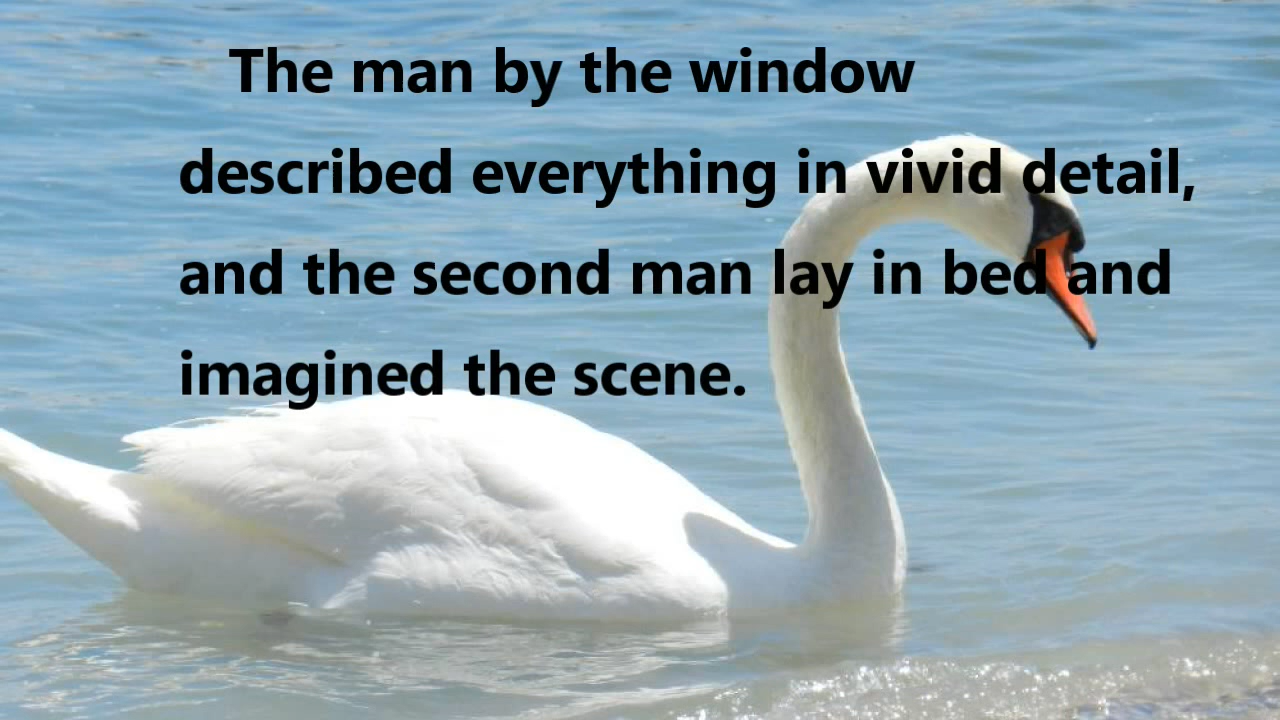 The man by the window
described everything in vivid detail,
and the second man lay in bed and
imagined the scene.